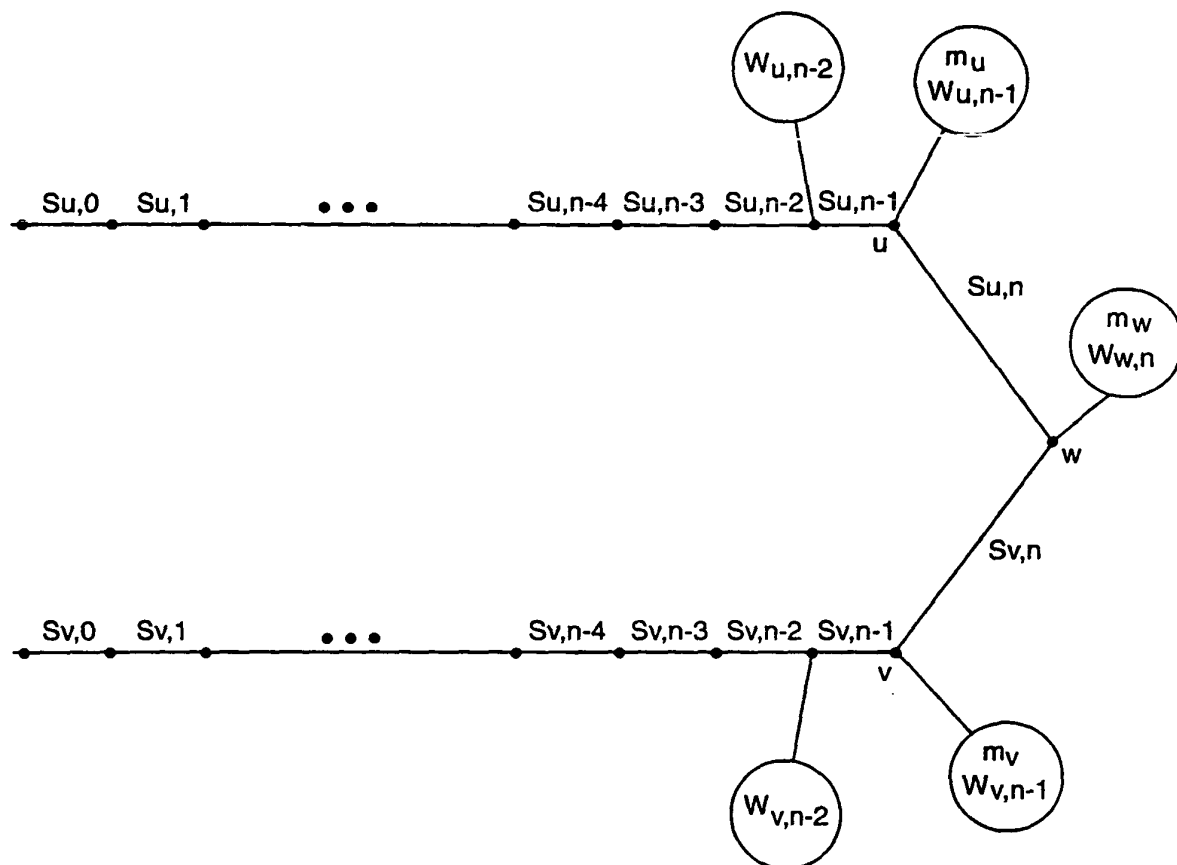 Wu,n-2
mu
Wu,n-1
Su,0 Su,1 ••• Su,n-4 Su,n-3 Su,n-2 Su,n-1
u
Su,n
mw
Ww,n
w
Sv,n
Sv,0 Sv,1 ••• Sv,n-4 Sv,n-3 Sv,n-2 Sv,n-1
v
mv
Wv,n-1
Wv,n-2